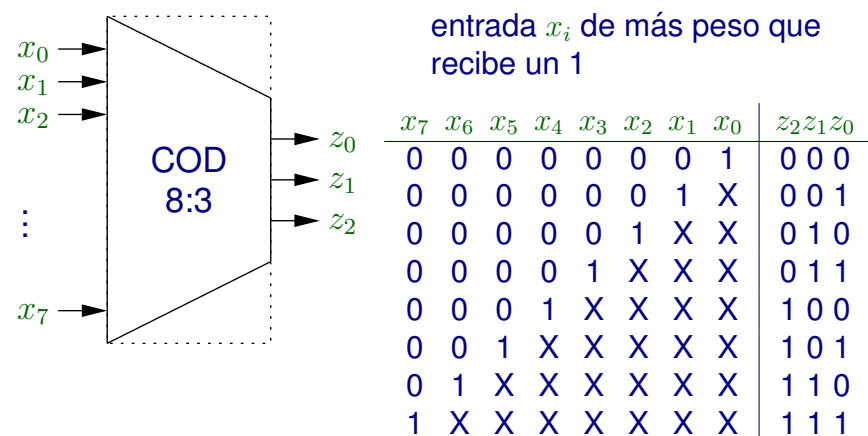 entrada x₀ de más peso que
recibe un 1
x₀
x₁
x₂
⋮
x₇
COD
8:3
z₀
z₁
z₂
x₇ x₆ x₅ x₄ x₃ x₂ x₁ x₀ z₂z₁z₀
0 0 0 0 0 0 0 1 0 0 0
0 0 0 0 0 0 1 X 0 0 1
0 0 0 0 0 1 X X 0 1 0
0 0 0 0 1 X X X 0 1 1
0 0 0 1 X X X X 1 0 0
0 0 1 X X X X X 1 0 1
0 1 X X X X X X 1 1 0
1 X X X X X X X 1 1 1